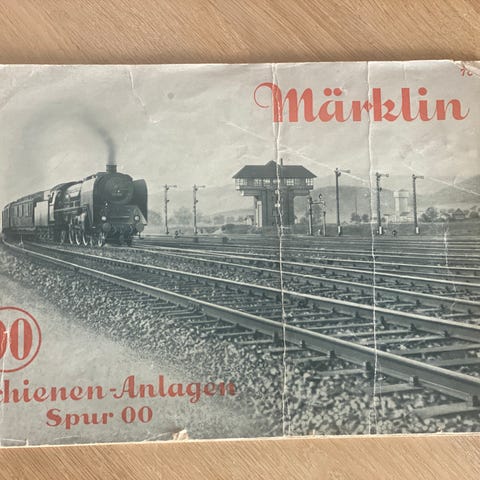 Märklin
00
chienen-Anlagen
Spur 00